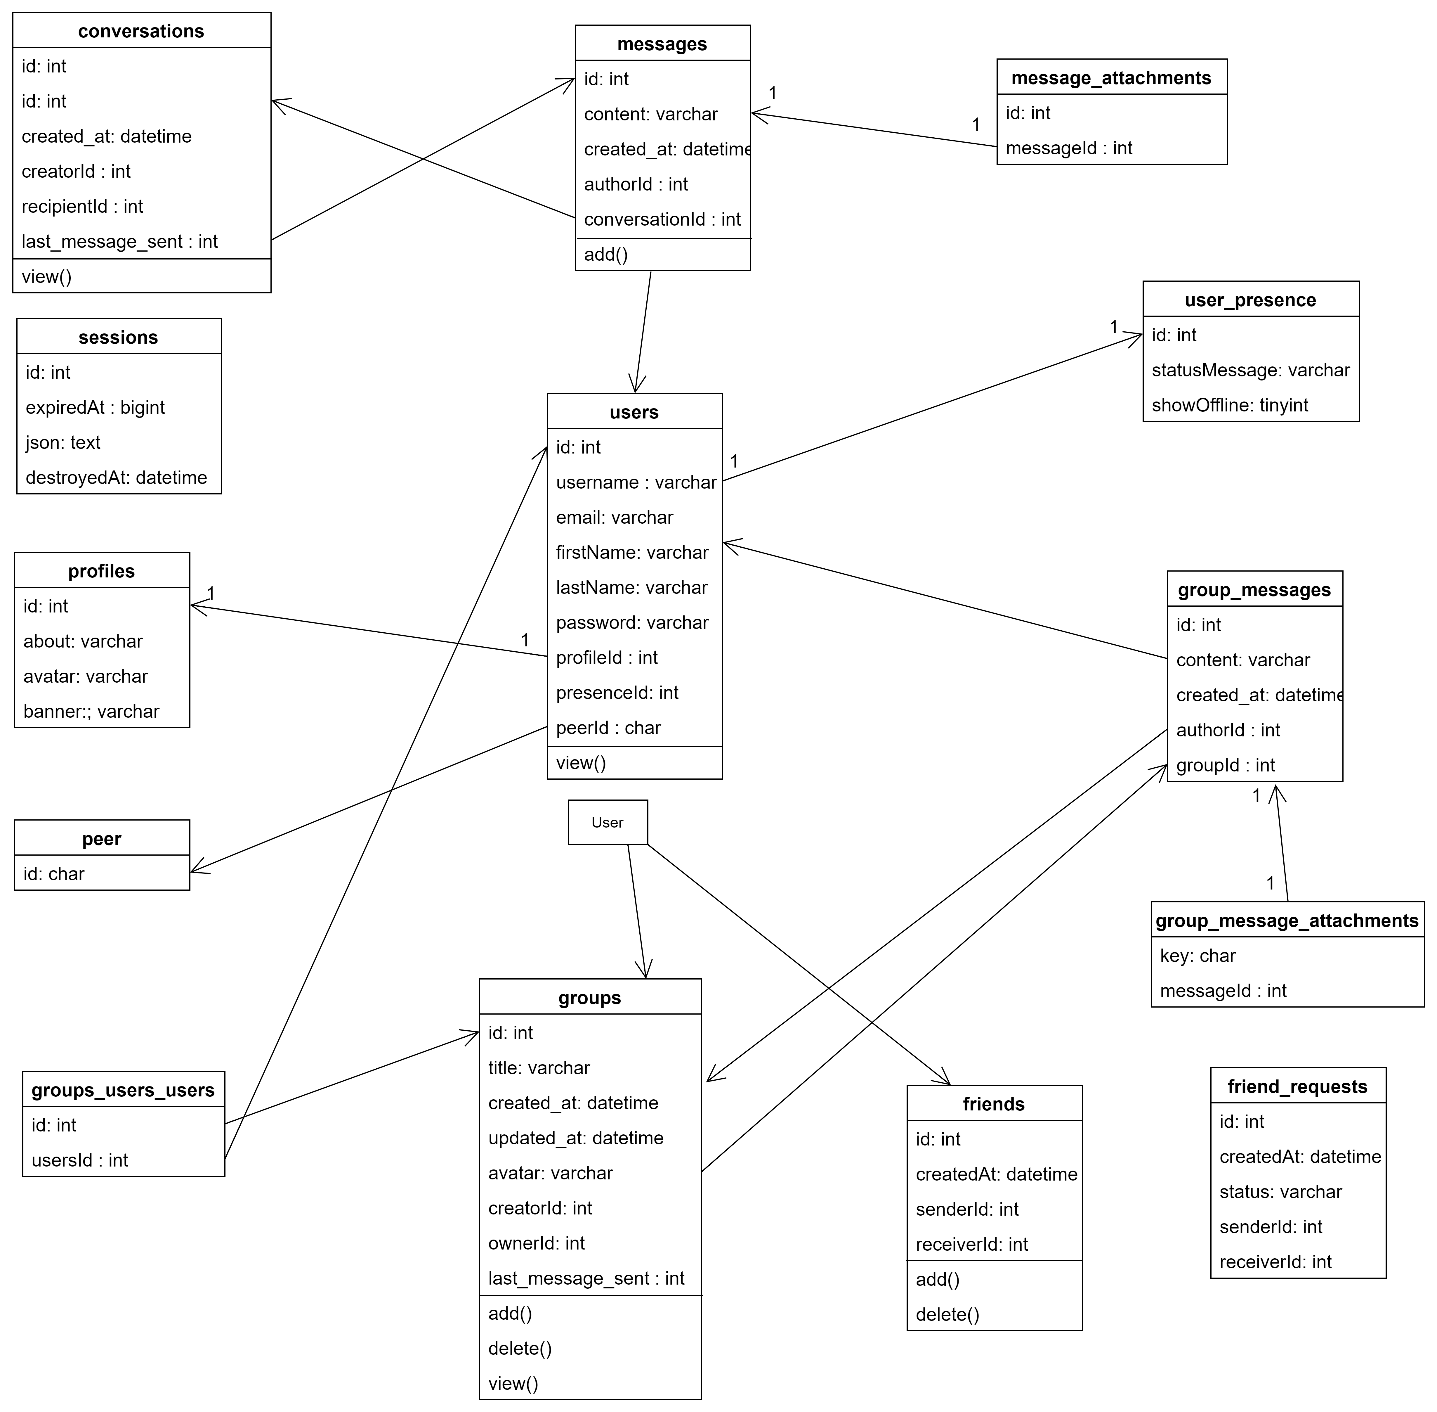 conversations
id: int
id: int
created_at: datetime
creatorId : int
recipientId : int
last_message_sent : int
view()
messages
id: int
content: varchar
created_at: datetime
authorId : int
conversationId : int
add()
1
1
message_attachments
id: int
messageId : int
sessions
id: int
expiredAt : bigint
json: text
destroyedAt: datetime
users
id: int
username : varchar
email: varchar
firstName: varchar
lastName: varchar
password: varchar
profileId : int
presenceId: int
peerId : char
view()
1
1
user_presence
id: int
statusMessage: varchar
showOffline: tinyint
profiles
id: int
about: varchar
avatar: varchar
banner:; varchar
1
1
group_messages
id: int
content: varchar
created_at: datetime
authorId : int
groupId : int
peer
id: char
User
1
1
group_message_attachments
key: char
messageId : int
groups_users_users
id: int
usersId : int
groups
id: int
title: varchar
created_at: datetime
updated_at: datetime
avatar: varchar
creatorId: int
ownerId: int
last_message_sent : int
add()
delete()
view()
friends
id: int
createdAt: datetime
senderId: int
receiverId: int
add()
delete()
friend_requests
id: int
createdAt: datetime
status: varchar
senderId: int
receiverId: int